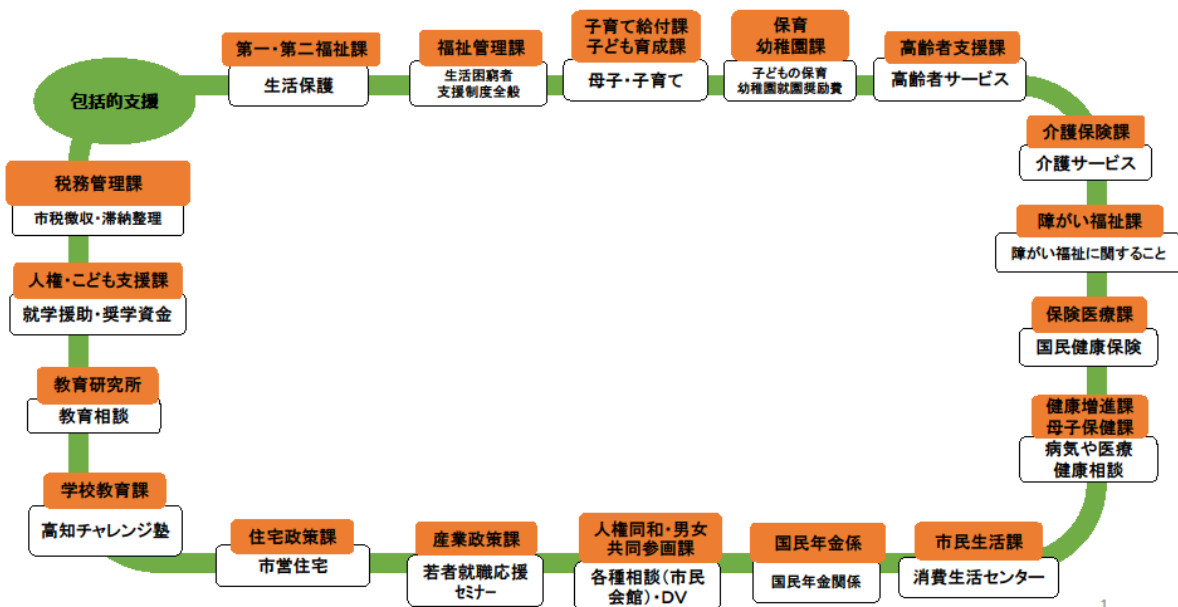 包括的支援
第一・第二福祉課
生活保護
福祉管理課
生活困窮者
支援制度全般
子育て給付課
子ども育成課
母子・子育て
保育
幼稚園課
子どもの保育
幼稚園就園奨励費
高齢者支援課
高齢者サービス
介護保険課
介護サービス
障がい福祉課
障がい福祉に関すること
保険医療課
国民健康保険
健康増進課
母子保健課
病気や医療
健康相談
市民生活課
消費生活センター
国民年金係
国民年金関係
人権同和・男女
共同参画課
各種相談(市民
会館)・DV
産業政策課
若者就職応援
セミナー
住宅政策課
市営住宅
学校教育課
高知チャレンジ塾
教育研究所
教育相談
人権・こども支援課
就学援助・奨学資金
税務管理課
市税徴収・滞納整理
1